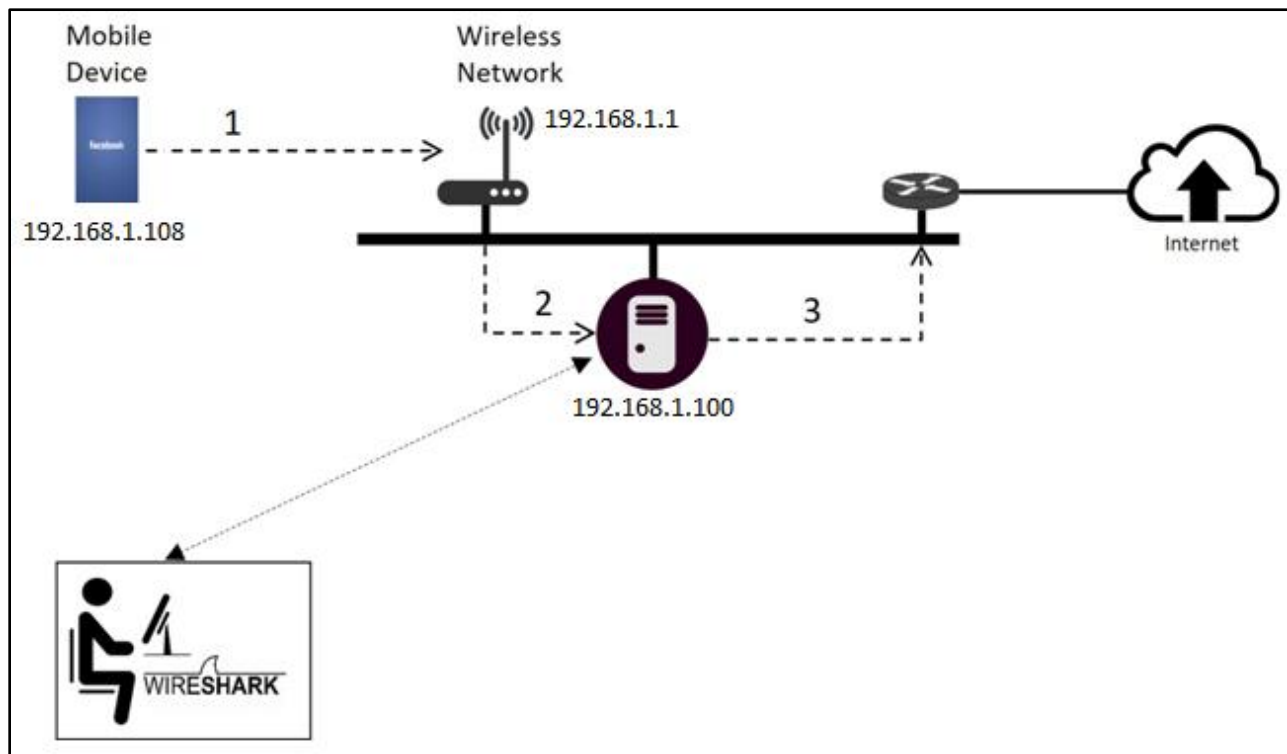 Mobile
Device
facebook
192.168.1.108
1
Wireless
Network
192.168.1.1
2
3
192.168.1.100
Internet
WIRESHARK